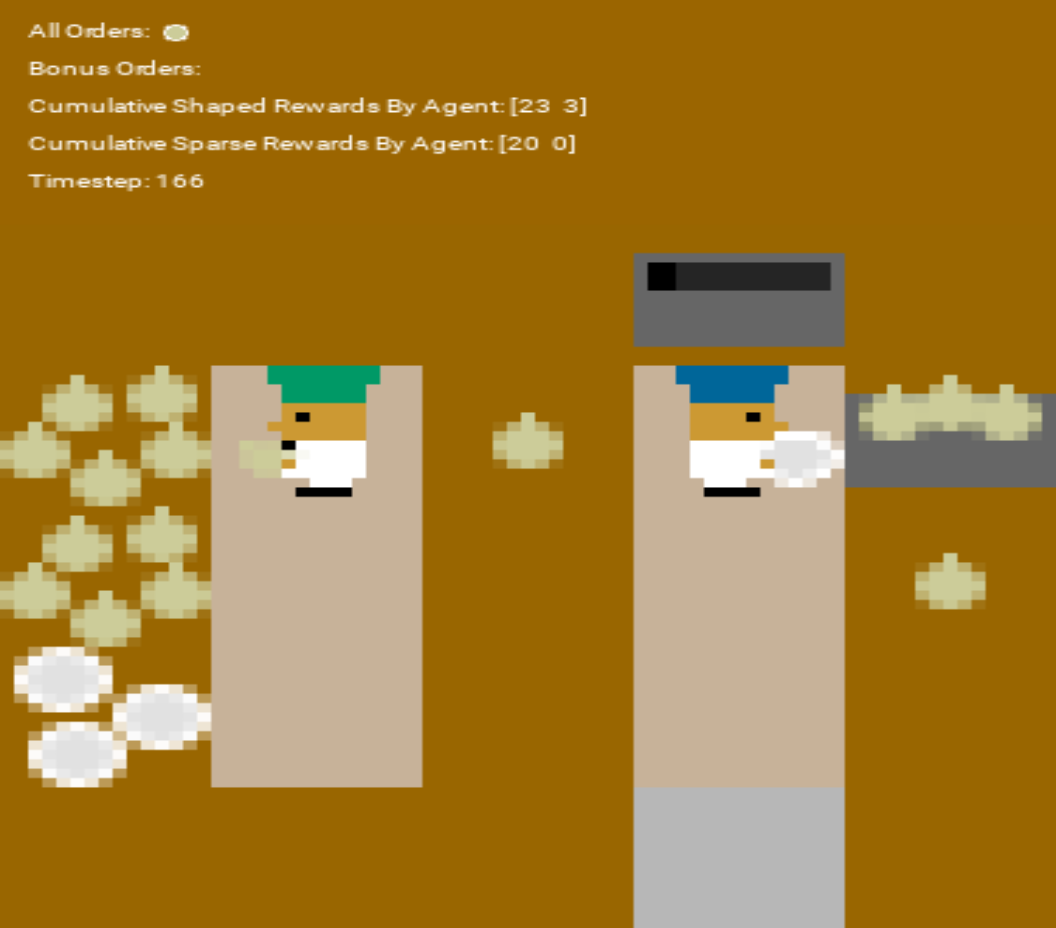 All Orders:
Bonus Orders:
Cumulative Shaped Rewards By Agent: [23 3]
Cumulative Sparse Rewards By Agent: [20 0]
Timestep: 166